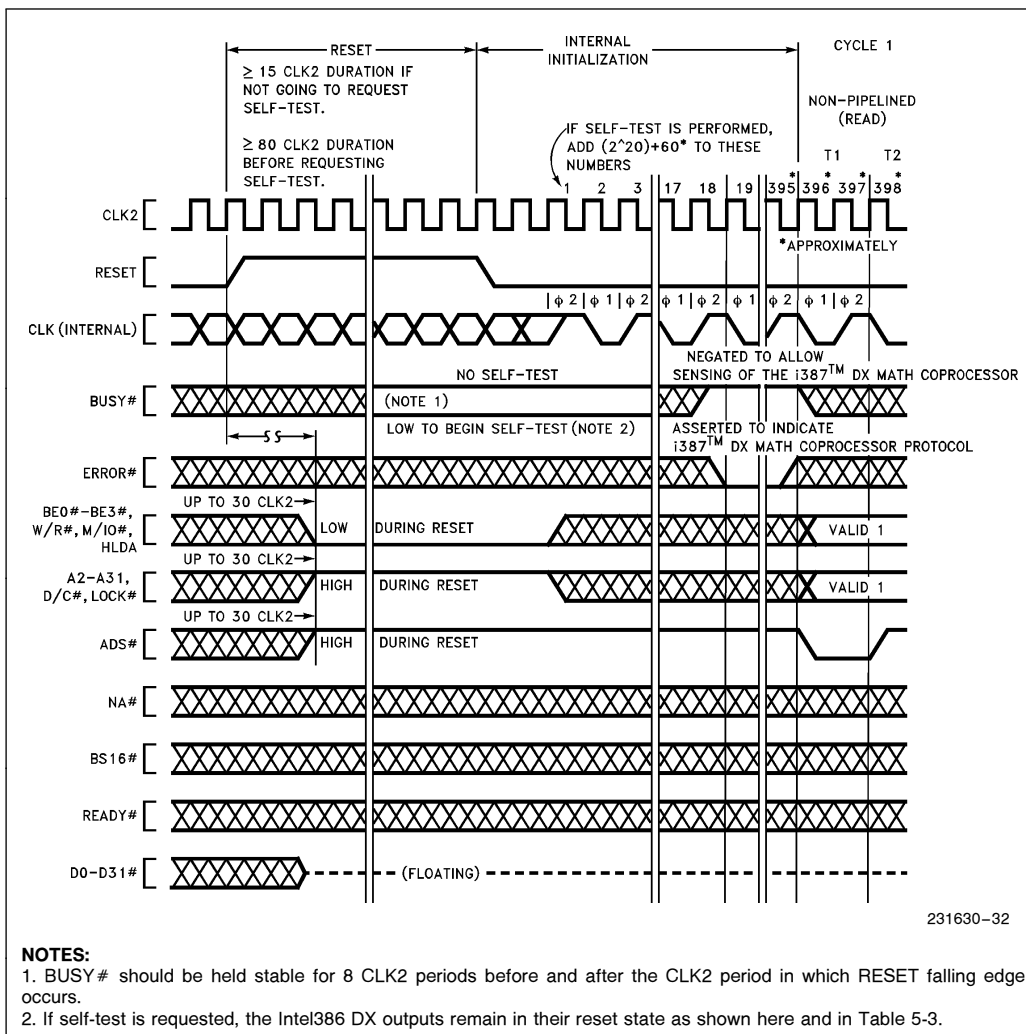 RESET
≥ 15 CLK2 DURATION IF
NOT GOING TO REQUEST
SELF-TEST.
≥ 80 CLK2 DURATION
BEFORE REQUESTING
SELF-TEST.
INTERNAL
INITIALIZATION
CYCLE 1
NON-PIPELINED
(READ)
IF SELF-TEST IS PERFORMED,
ADD (2^20)+60* TO THESE
NUMBERS
T1 T2
1 2 3 17 18 19 395* 396* 397* 398*
CLK2
*APPROXIMATELY
RESET
φ 2 φ 1 φ 2 φ 1 φ 2 φ 1 φ 2 φ 1 φ 2
CLK (INTERNAL)
NEGATED TO ALLOW
SENSING OF THE i387™ DX MATH COPROCESSOR
NO SELF-TEST
BUSY# (NOTE 1)
LOW TO BEGIN SELF-TEST (NOTE 2)
ASSERTED TO INDICATE
i387™ DX MATH COPROCESSOR PROTOCOL
ERROR#
UP TO 30 CLK2
BE0#-BE3#,
W/R#, M/IO#,
HLDA
LOW DURING RESET VALID 1
UP TO 30 CLK2
A2-A31,
D/C#, LOCK#
HIGH DURING RESET VALID 1
UP TO 30 CLK2
ADS# HIGH DURING RESET
NA#
BS16#
READY#
D0-D31# (FLOATING)
231630-32
NOTES:
1. BUSY# should be held stable for 8 CLK2 periods before and after the CLK2 period in which RESET falling edge
occurs.
2. If self-test is requested, the Intel386 DX outputs remain in their reset state as shown here and in Table 5-3.